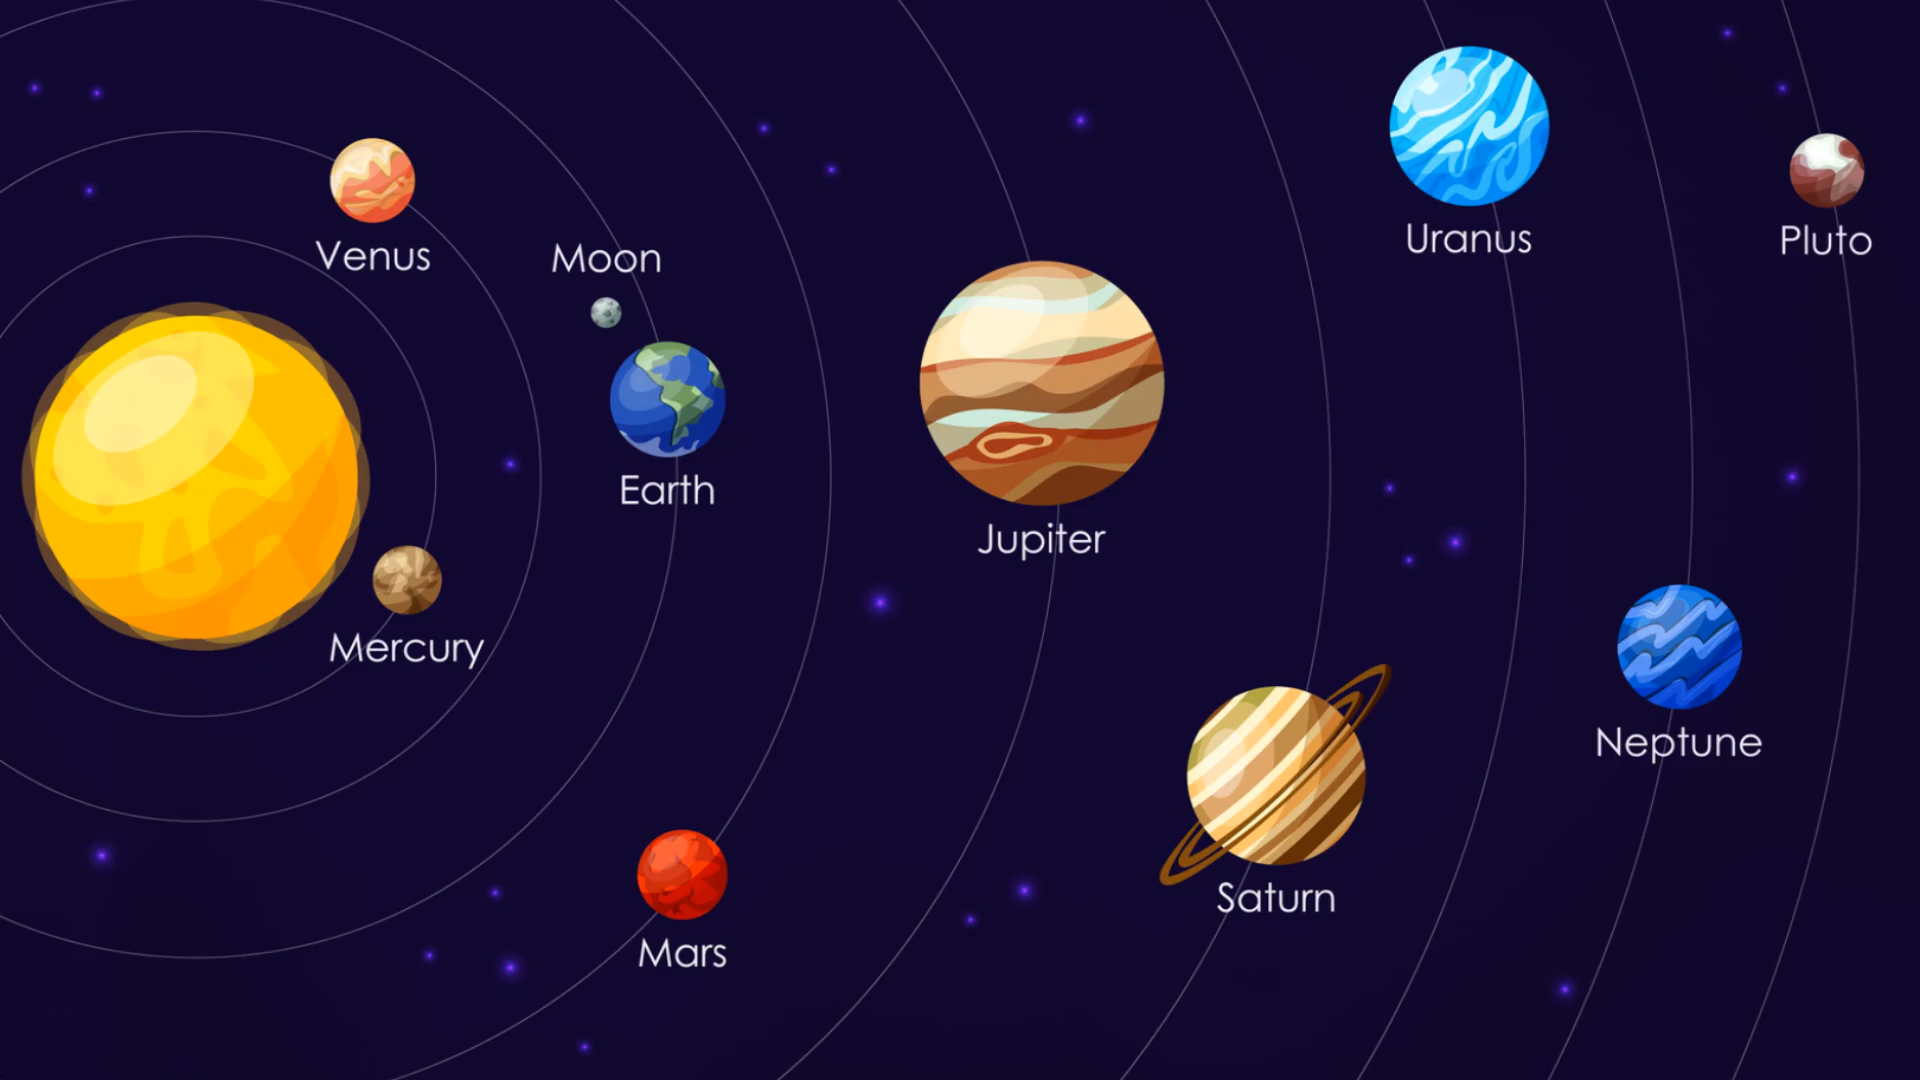 Venus
Moon
Uranus
Pluto
Earth
Jupiter
Mercury
Neptune
Saturn
Mars